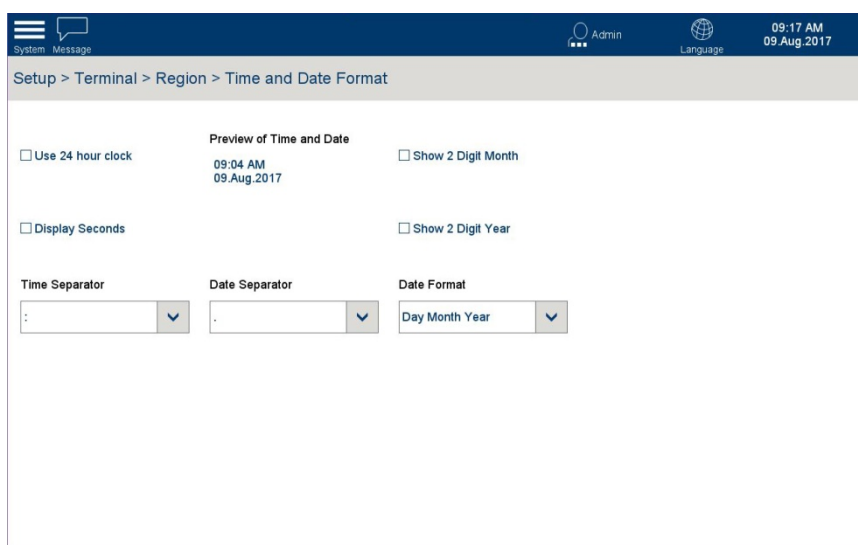 System Message
Admin
Language
09:17 AM
09.Aug.2017
Setup > Terminal > Region > Time and Date Format
Use 24 hour clock
Preview of Time and Date
09:04 AM
09.Aug.2017
Show 2 Digit Month
Display Seconds
Show 2 Digit Year
Time Separator
Date Separator
Date Format
:
.
Day Month Year